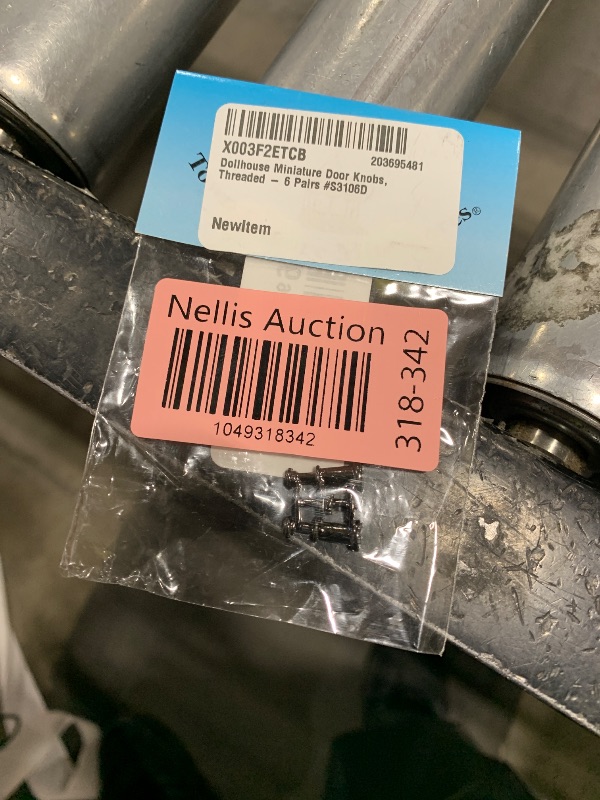 X003F2ETCB
203695481
Dollhouse Miniature Door Knobs,
Threaded – 6 Pairs #S3106D
NewItem
Nellis Auction
1049318342
318-342